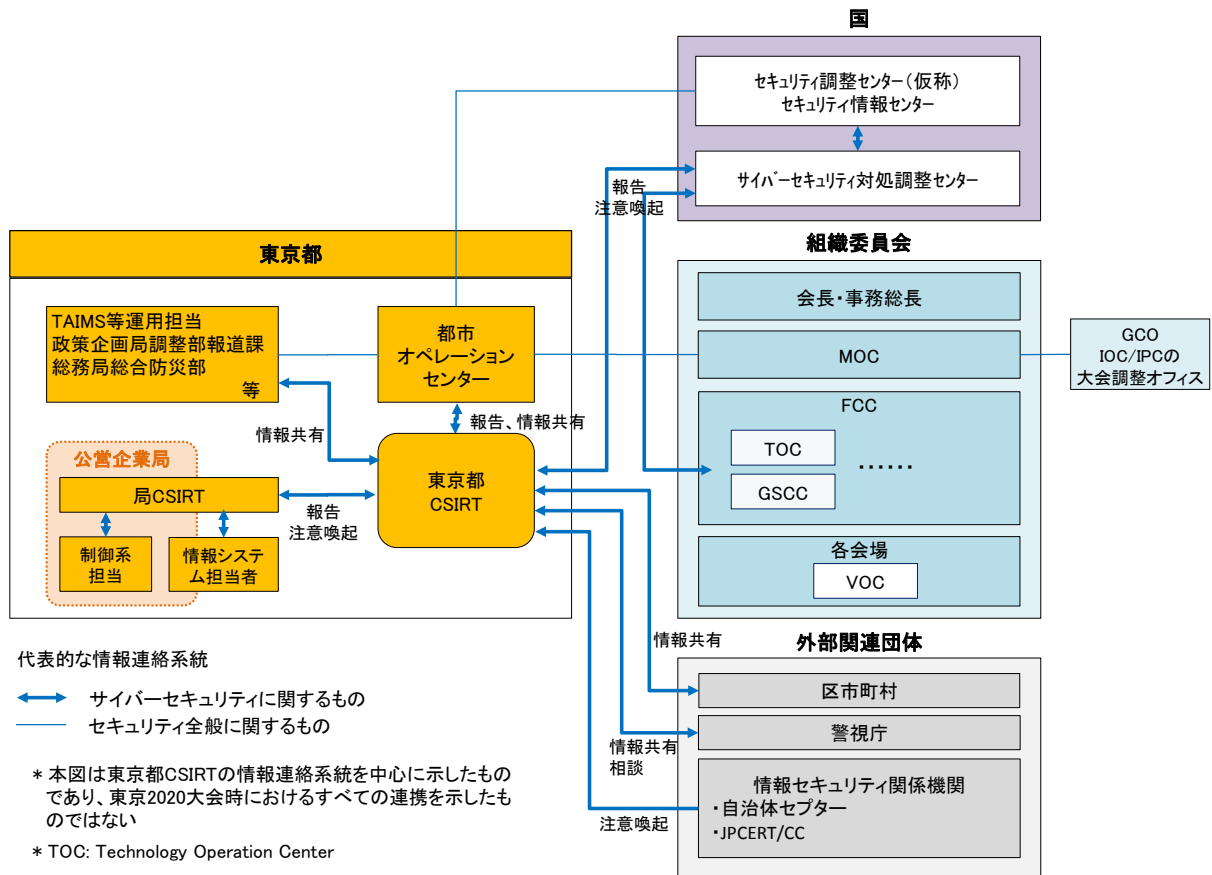 国
セキュリティ調整センター（仮称）
セキュリティ情報センター
サイバーセキュリティ対処調整センター
報告
注意喚起
東京都
TAIMS等運用担当
政策企画局調整部報道課
総務局総合防災部
等
都市
オペレーション
センター
情報共有
報告、情報共有
公営企業局
局CSIRT
報告
注意喚起
東京都
CSIRT
制御系
担当
情報システ
ム担当者
組織委員会
会長・事務総長
MOC
GCO
IOC/IPCの
大会調整オフィス
FCC
TOC
GSCC
……
各会場
VOC
情報共有
外部関連団体
区市町村
警視庁
情報共有
相談
情報セキュリティ関係機関
・自治体セプター
・JPCERT/CC
注意喚起
代表的な情報連絡系統
サイバーセキュリティに関するもの
セキュリティ全般に関するもの
＊本図は東京都CSIRTの情報連絡系統を中心に示したもの
であり、東京2020大会時におけるすべての連携を示したも
のではない
＊TOC: Technology Operation Center